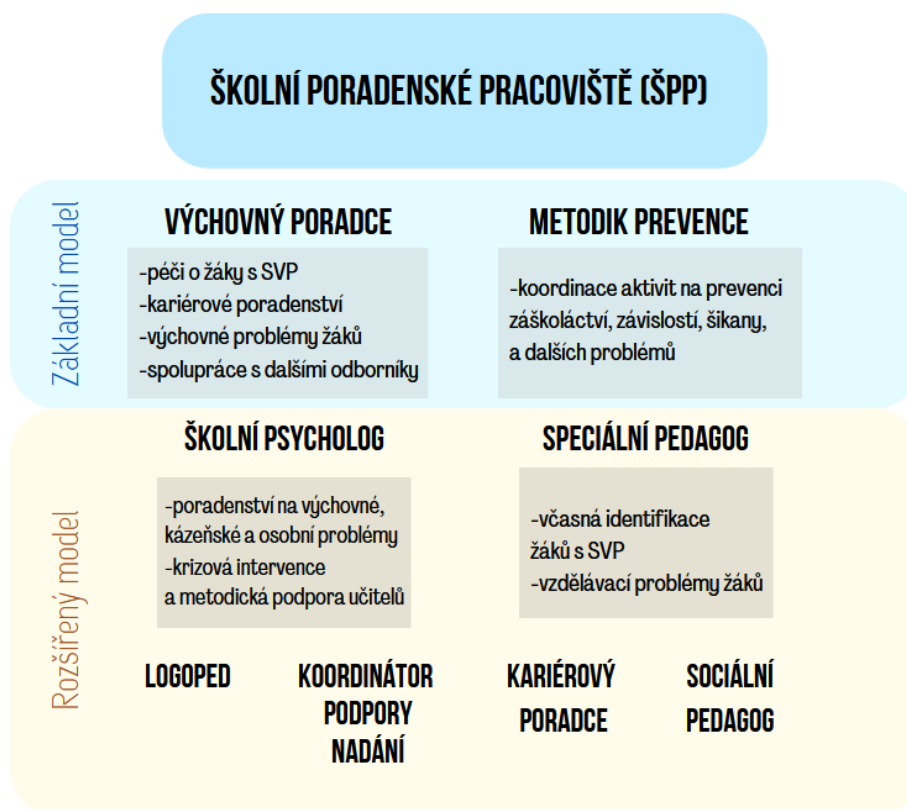 ŠKOLNÍ PORADENSKÉ PRACOVIŠTĚ (ŠPP)
Základní model
VÝCHOVNÝ PORADCE
-péči o žáky s SVP
-kariérové poradenství
-výchovné problémy žáků
-spolupráce s dalšími odborníky
METODIK PREVENCE
-koordinace aktivit na prevenci
záškoláctví, závislostí, šikany,
a dalších problémů
Rozšířený model
ŠKOLNÍ PSYCHOLOG
-poradenství na výchovné,
kázeňské a osobní problémy
-krizová intervence
a metodická podpora učitelů
SPECIÁLNÍ PEDAGOG
-včasná identifikace
žáků s SVP
-vzdělávací problémy žáků
LOGOPED
KOORDINÁTOR
PODPORY
NADÁNÍ
KARIÉROVÝ
PORADCE
SOCIÁLNÍ
PEDAGOG